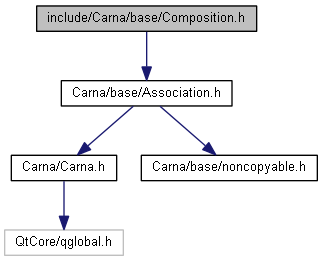 include/Carna/base/Composition.h
Carna/base/Association.h
Carna/Carna.h
Carna/base/noncopyable.h
QtCore/qglobal.h